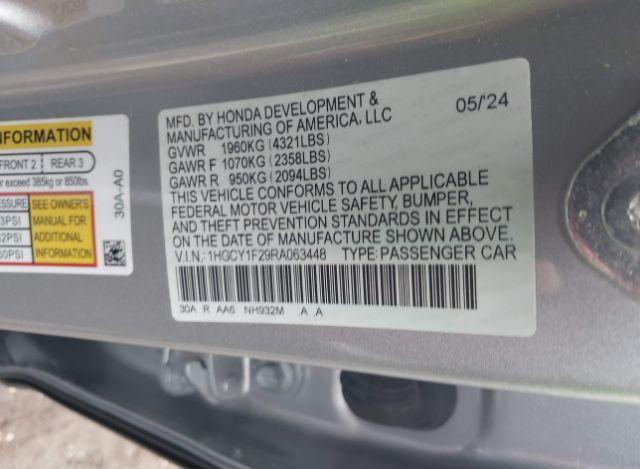 INFORMATION
FRONT 2 REAR 3
exceed 385kg or 850lbs.
SEE OWNER'S
MANUAL FOR
ADDITIONAL
INFORMATION
30A-A0
MFD. BY HONDA DEVELOPMENT & 05/'24
MANUFACTURING OF AMERICA, LLC
GVWR 1960KG (4321LBS)
GAWR F 1070KG (2358LBS)
GAWR R 950KG (2094LBS)
THIS VEHICLE CONFORMS TO ALL APPLICABLE
FEDERAL MOTOR VEHICLE SAFETY, BUMPER,
AND THEFT PREVENTION STANDARDS IN EFFECT
ON THE DATE OF MANUFACTURE SHOWN ABOVE.
V.I.N.: 1HGCY1F29RA063448 TYPE: PASSENGER CAR
30A R AA6 NH932M A A